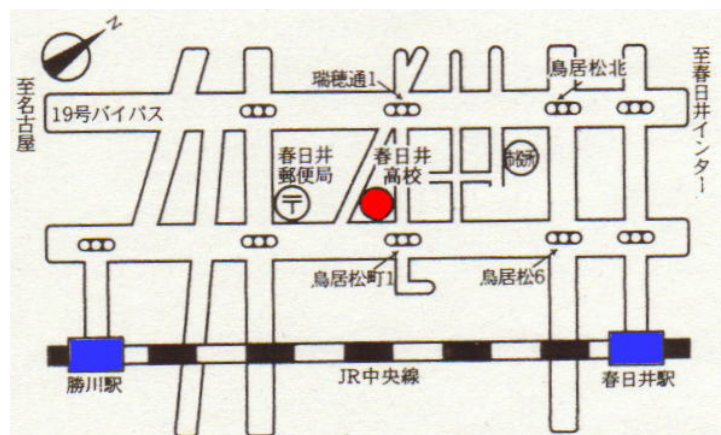 N
至名古屋
19号バイパス
瑞穂通1
鳥居松北
至春日井インター
春日井
郵便局
〒
春日井
高校
市役所
鳥居松町1
鳥居松6
勝川駅
JR中央線
春日井駅